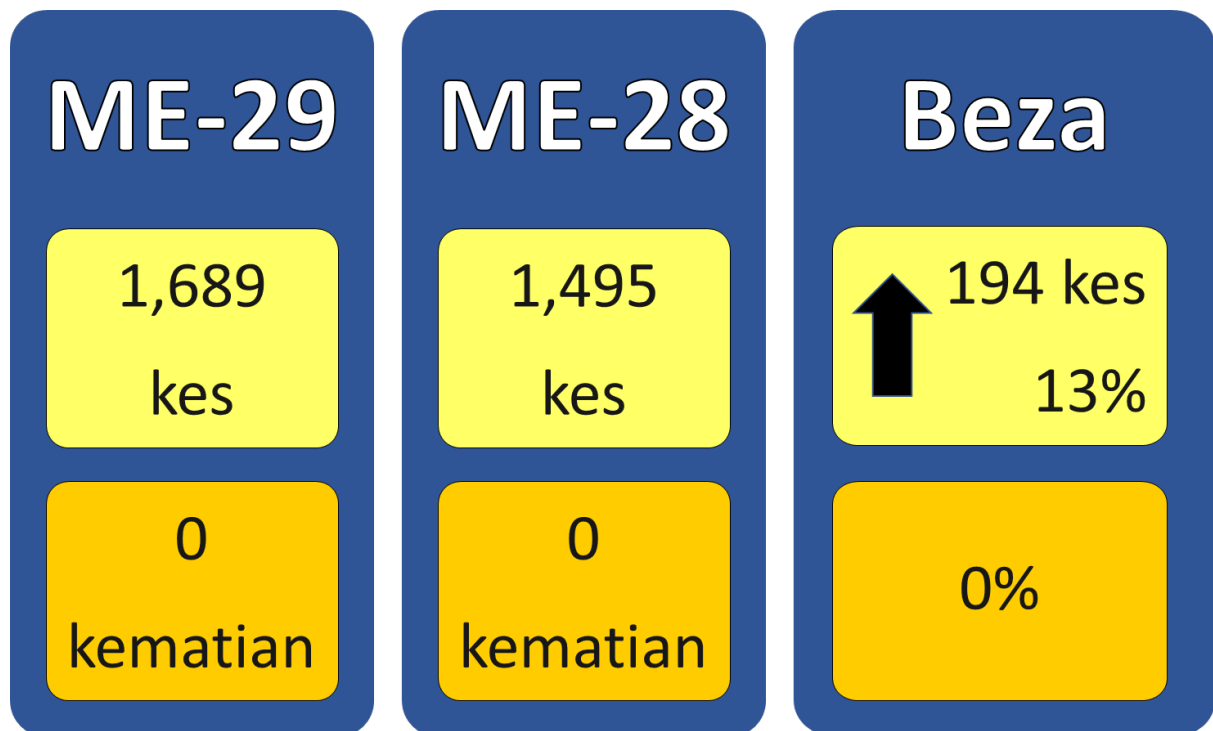 ME-29
1,689
kes
0
kematian
ME-28
1,495
kes
0
kematian
Beza
194 kes
13%
0%